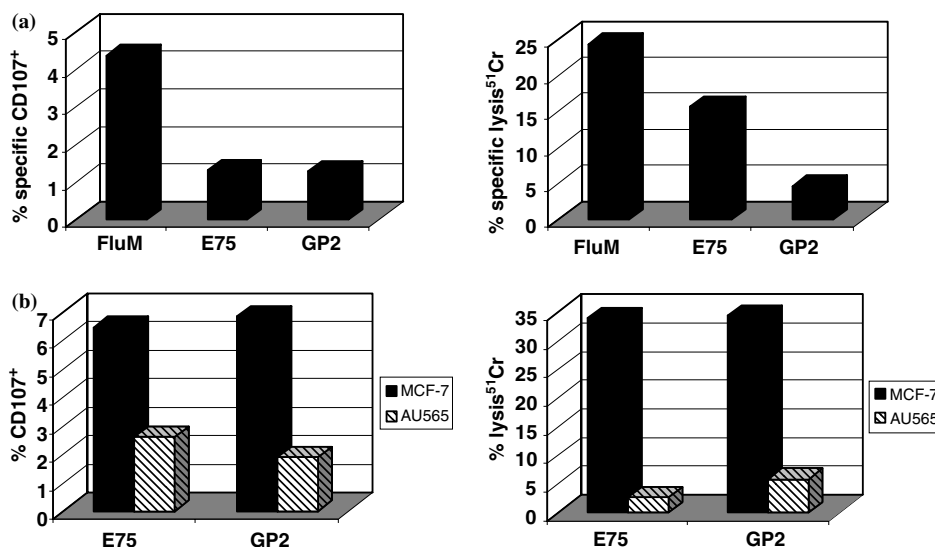 (a)
% specific CD107+
5
4
3
2
1
0
FluM E75 GP2
% specific lysis51Cr
25
20
15
10
5
0
FluM E75 GP2
(b)
% CD107+
7
6
5
4
3
2
1
0
E75 GP2
MCF-7
AU565
% lysis51Cr
35
30
25
20
15
10
5
0
E75 GP2
MCF-7
AU565